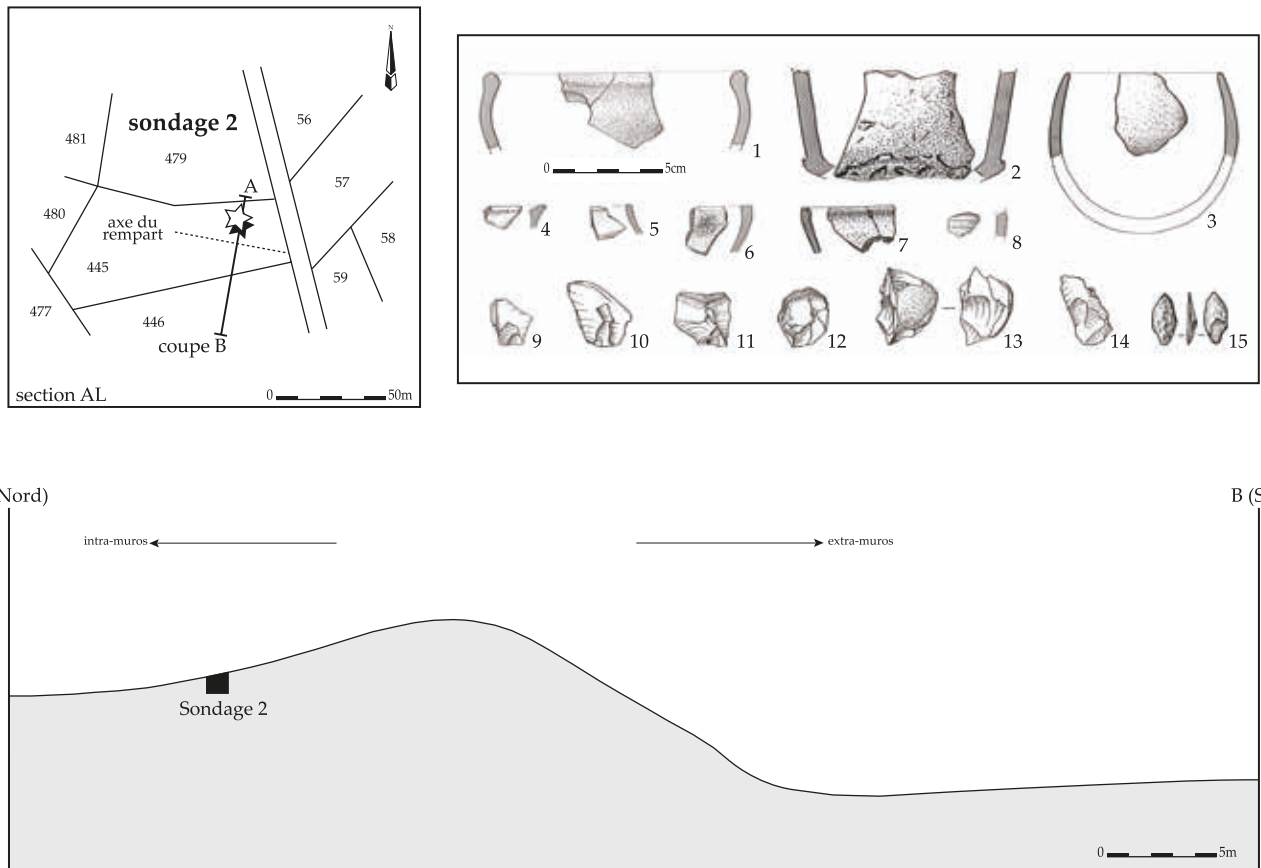 N
sondage 2
56
481
479
57
A
480
axe du
rempart
58
445
59
477
446
coupe B
section AL
0 50m
1
2
3
0 5cm
4
5
6
7
8
9
10
11
12
13
14
15
Nord)
B (S
intra-muros
extra-muros
Sondage 2
0 5m